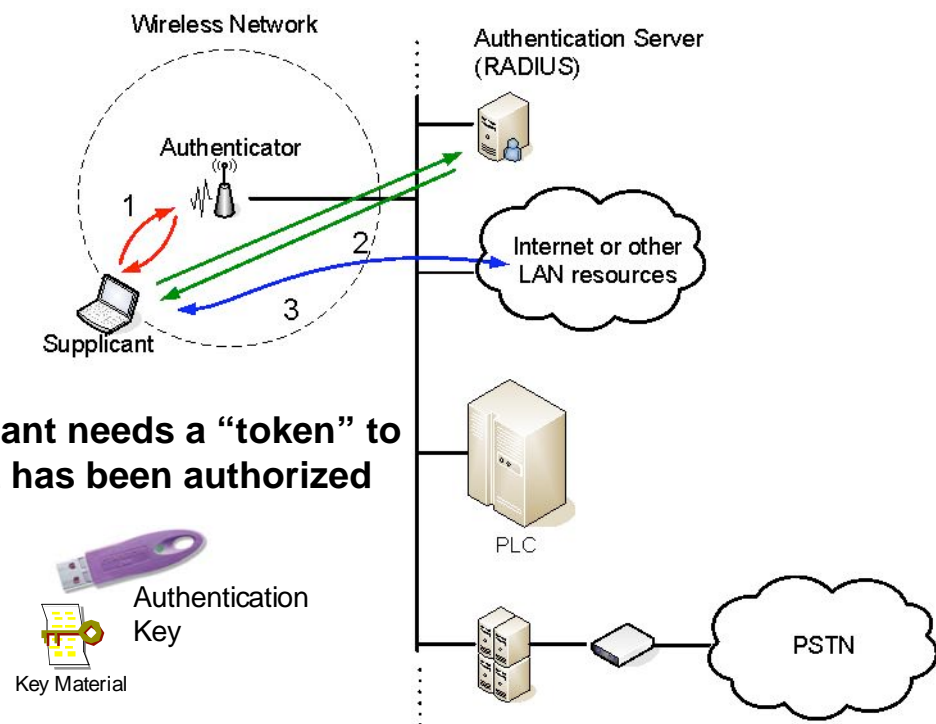 Wireless Network
Authentication Server
(RADIUS)
Authenticator
1
2
Internet or other
LAN resources
3
Supplicant
ant needs a “token” to
has been authorized
PLC
Authentication
Key
Key Material
PSTN